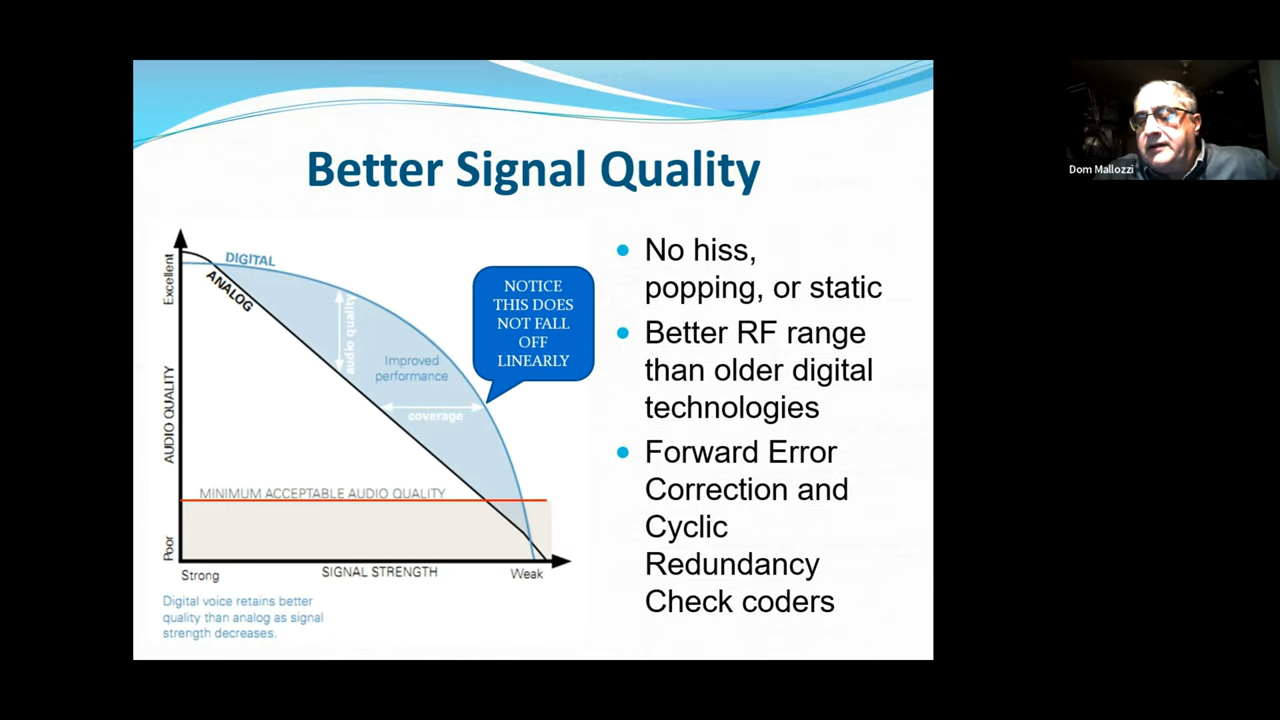 Better Signal Quality
Excellent
AUDIO QUALITY
Poor
DIGITAL
ANALOG
audio quality
Improved
performance
coverage
MINIMUM ACCEPTABLE AUDIO QUALITY
Strong
SIGNAL STRENGTH
Weak
Digital voice retains better
quality than analog as signal
strength decreases.
NOTICE
THIS DOES
NOT FALL
OFF
LINEARLY
No hiss,
popping, or static
Better RF range
than older digital
technologies
Forward Error
Correction and
Cyclic
Redundancy
Check coders
Dom Mallozzi